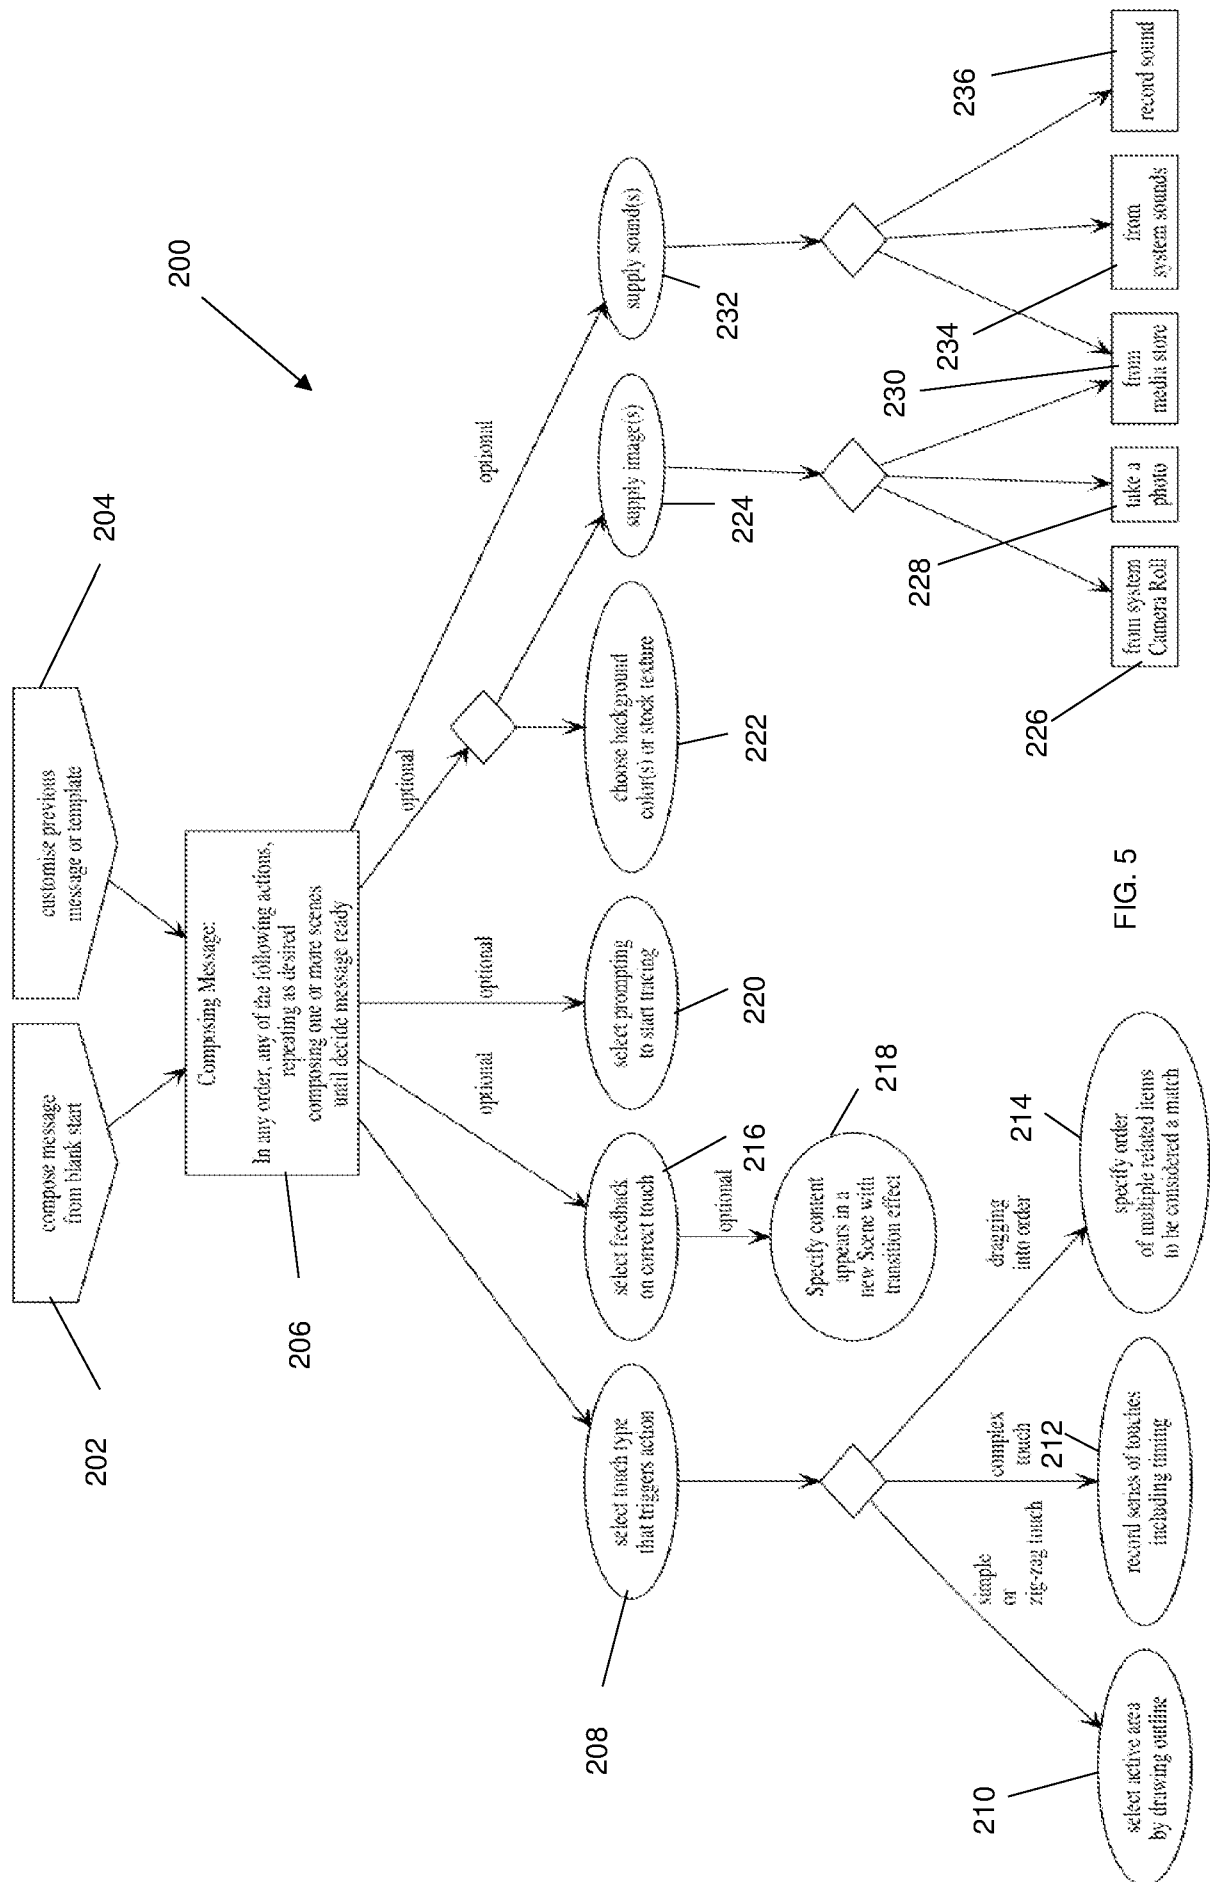 200
202
compose message
from blank start
customise previous
message or template
204
Composing Message:
In any order, any of the following actions,
repeating as desired
composing one or more scenes
until decide message ready
206
optional
optional
optional
optional
208
select touch type
that triggers action
select feedback
on correct touch
216
select prompting
to start tracing
220
choose background
color(s) or stock texture
222
supply image(s)
224
supply sound(s)
232
optional
Specify content
appears in a
new Scene with
transition effect
218
simple
or
zig-zag touch
complex
touch
dragging
into order
210
select active area
by drawing outline
212
record series of touches
including timing
214
specify order
of multiple related items
to be considered a match
226
from system
Camera Roll
228
take a
photo
230
from
media store
234
from
system sounds
236
record sound
FIG. 5